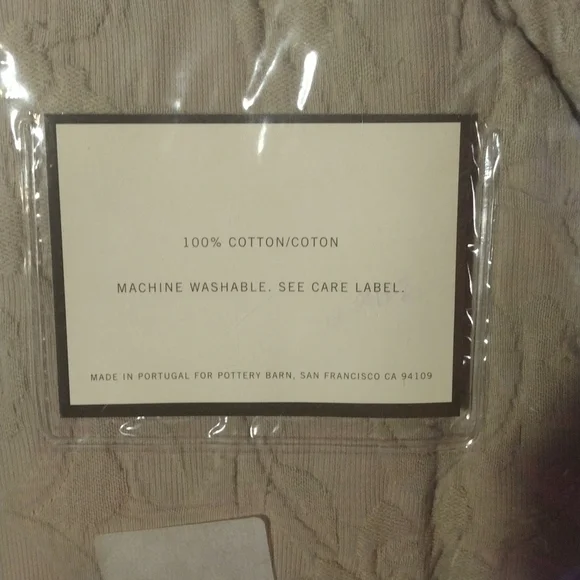 100% COTTON/COTON
MACHINE WASHABLE. SEE CARE LABEL.
MADE IN PORTUGAL FOR POTTERY BARN, SAN FRANCISCO CA 94109